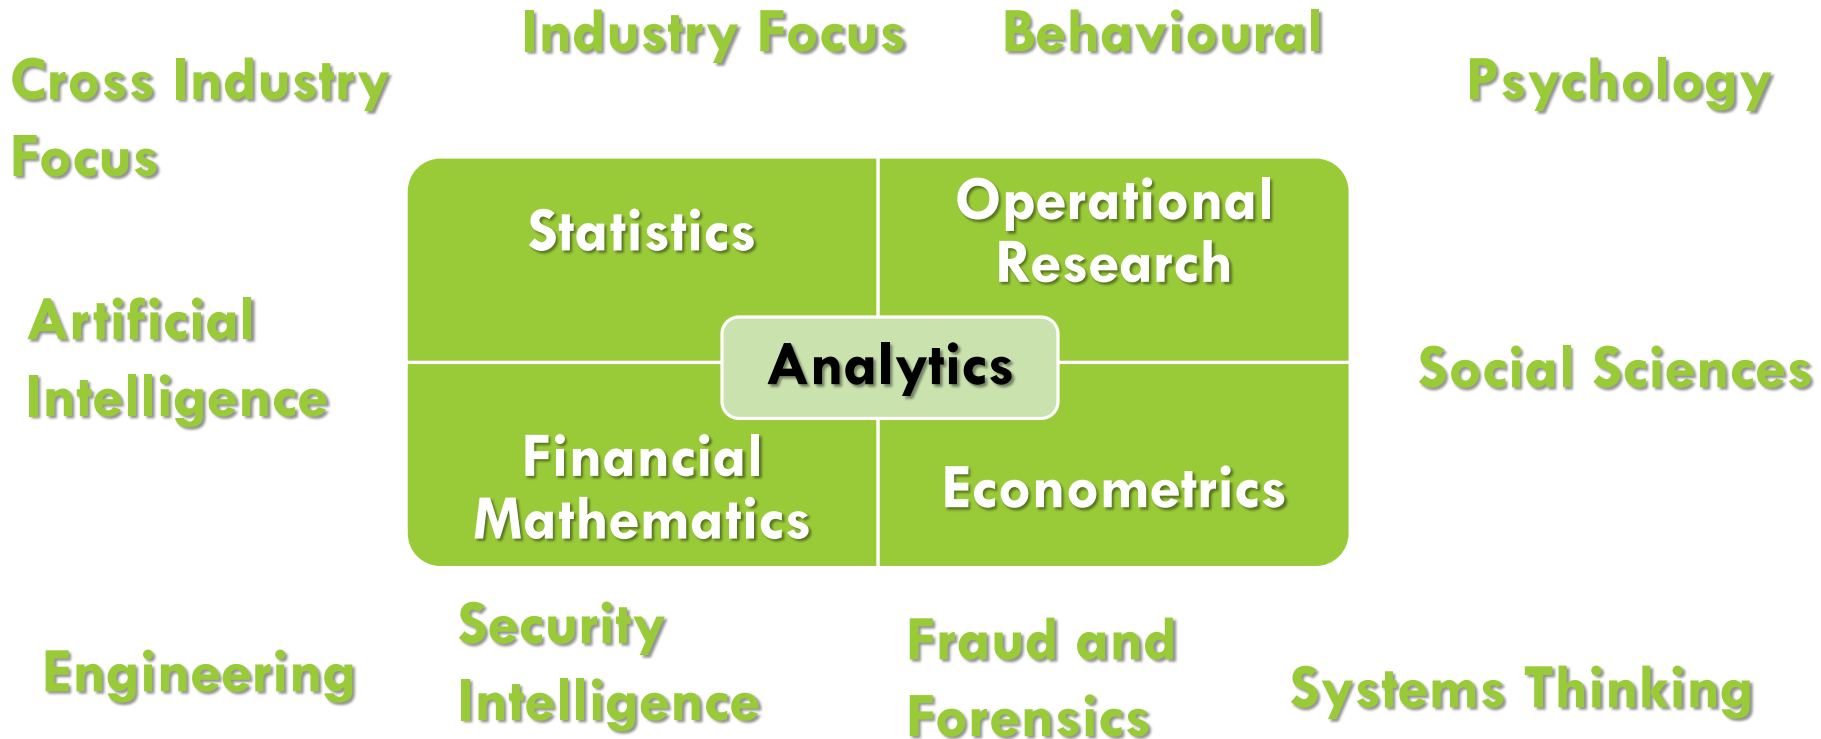 Industry Focus
Behavioural
Cross Industry
Focus
Psychology
Statistics
Operational
Research
Artificial
Intelligence
Analytics
Social Sciences
Financial
Mathematics
Econometrics
Engineering
Security
Intelligence
Fraud and
Forensics
Systems Thinking